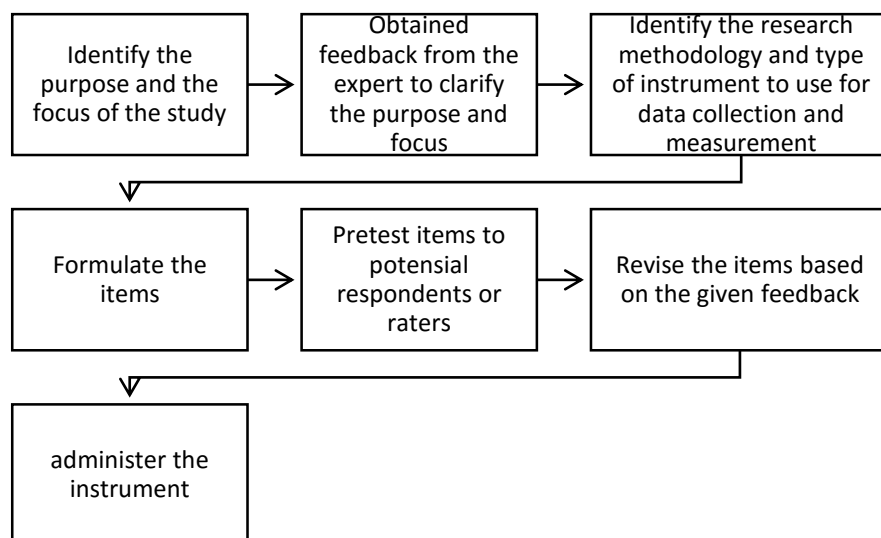 Identify the
purpose and the
focus of the study
Obtained
feedback from the
expert to clarify
the purpose and
focus
Identify the research
methodology and type
of instrument to use for
data collection and
measurement
Formulate the
items
Pretest items to
potensial
respondents or
raters
Revise the items based
on the given feedback
administer the
instrument